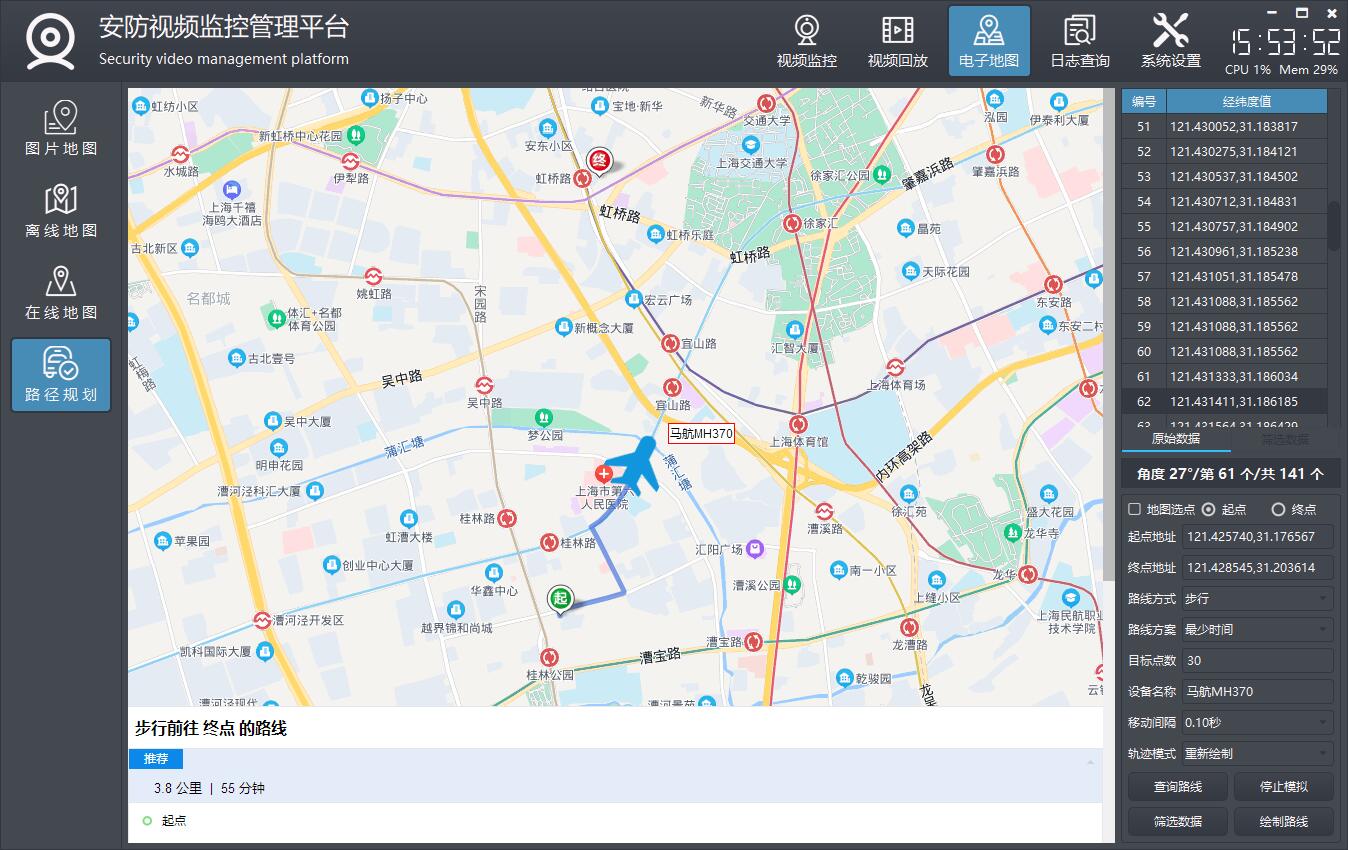 安防视频监控管理平台
Security video management platform
视频监控
视频回放
电子地图
日志查询
系统设置
15:53:52
CPU 1% Mem 29%
图片地图
离线地图
在线地图
路径规划
虹纺小区
扬子中心
宝地·新华
新华路
交通大学
泓园
伊泰利大厦
新虹桥中心花园
安东小区
上海交通大学
水城路
伊犁路
虹桥路
终
徐家汇公园
肇嘉浜路
肇嘉浜路
上海千禧
海鸥大酒店
虹桥路
徐家汇
昌苑
古北新区
虹桥乐庭
虹桥路
天际花园
名都城
姚虹路
宋园路
宏云广场
东安路
体汇+名都
体育公园
新概念大厦
宜山路
汇智大厦
东安二村
古北壹号
虹梅路
吴中路
吴中路
宜山路
上海体育场
吴中大厦
梦公园
马航MH370
上海体育馆
蒲汇塘
蒲汇塘
内环高架路
明申花园
漕河泾科汇大厦
上海市第六
人民医院
徐汇苑
盛大花园
桂林路
漕溪路
虹漕大楼
龙华寺
苹果园
桂林路
汇阳广场
创业中心大厦
南一小区
龙华
华鑫中心
漕溪公园
上缝小区
起
越界锦和尚城
上海民航职业
技术学院
漕河泾开发区
漕宝路
龙漕路
凯科国际大厦
漕宝路
桂林公园
乾骏园
漕河泾现代
漕河景苑
步行前往 终点 的路线
推荐
3.8 公里 | 55 分钟
起点
编号 经纬度值
51 121.430052,31.183817
52 121.430275,31.184121
53 121.430537,31.184502
54 121.430712,31.184831
55 121.430757,31.184902
56 121.430961,31.185238
57 121.431051,31.185478
58 121.431088,31.185562
59 121.431088,31.185562
60 121.431088,31.185562
61 121.431333,31.186034
62 121.431411,31.186185
63 121.431564,31.186429
原始数据 筛选数据
角度 27°/第 61 个/共 141 个
地图选点 起点 终点
起点地址 121.425740,31.176567
终点地址 121.428545,31.203614
路线方式 步行
路线方案 最少时间
目标点数 30
设备名称 马航MH370
移动间隔 0.10秒
轨迹模式 重新绘制
查询路线 停止模拟
筛选数据 绘制路线